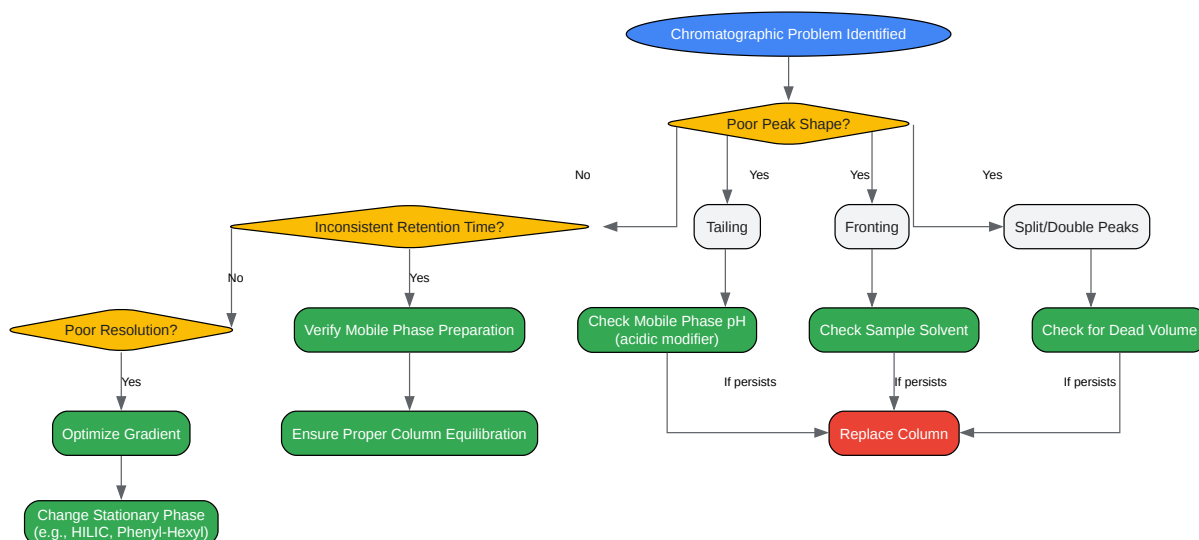 Chromatographic Problem Identified
Poor Peak Shape?
No
Yes
Yes
Yes
Inconsistent Retention Time?
Tailing
Fronting
Split/Double Peaks
No
Yes
Poor Resolution?
Verify Mobile Phase Preparation
Check Mobile Phase pH
(acidic modifier)
Check Sample Solvent
Check for Dead Volume
Yes
If persists
If persists
If persists
Optimize Gradient
Ensure Proper Column Equilibration
Replace Column
Change Stationary Phase
(e.g., HILIC, Phenyl-Hexyl)